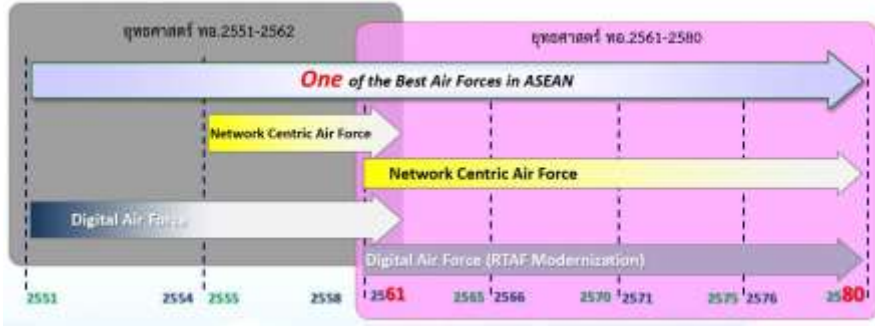 ยุทธศาสตร์ ทอ.2551-2562
ยุทธศาสตร์ ทอ.2561-2580
One of the Best Air Forces in ASEAN
Network Centric Air Force
Network Centric Air Force
Digital Air Force
Digital Air Force (RTAF Modernization)
2551 2554 2555 2558 2561 2565 2566 2570 2571 2575 2576 2580